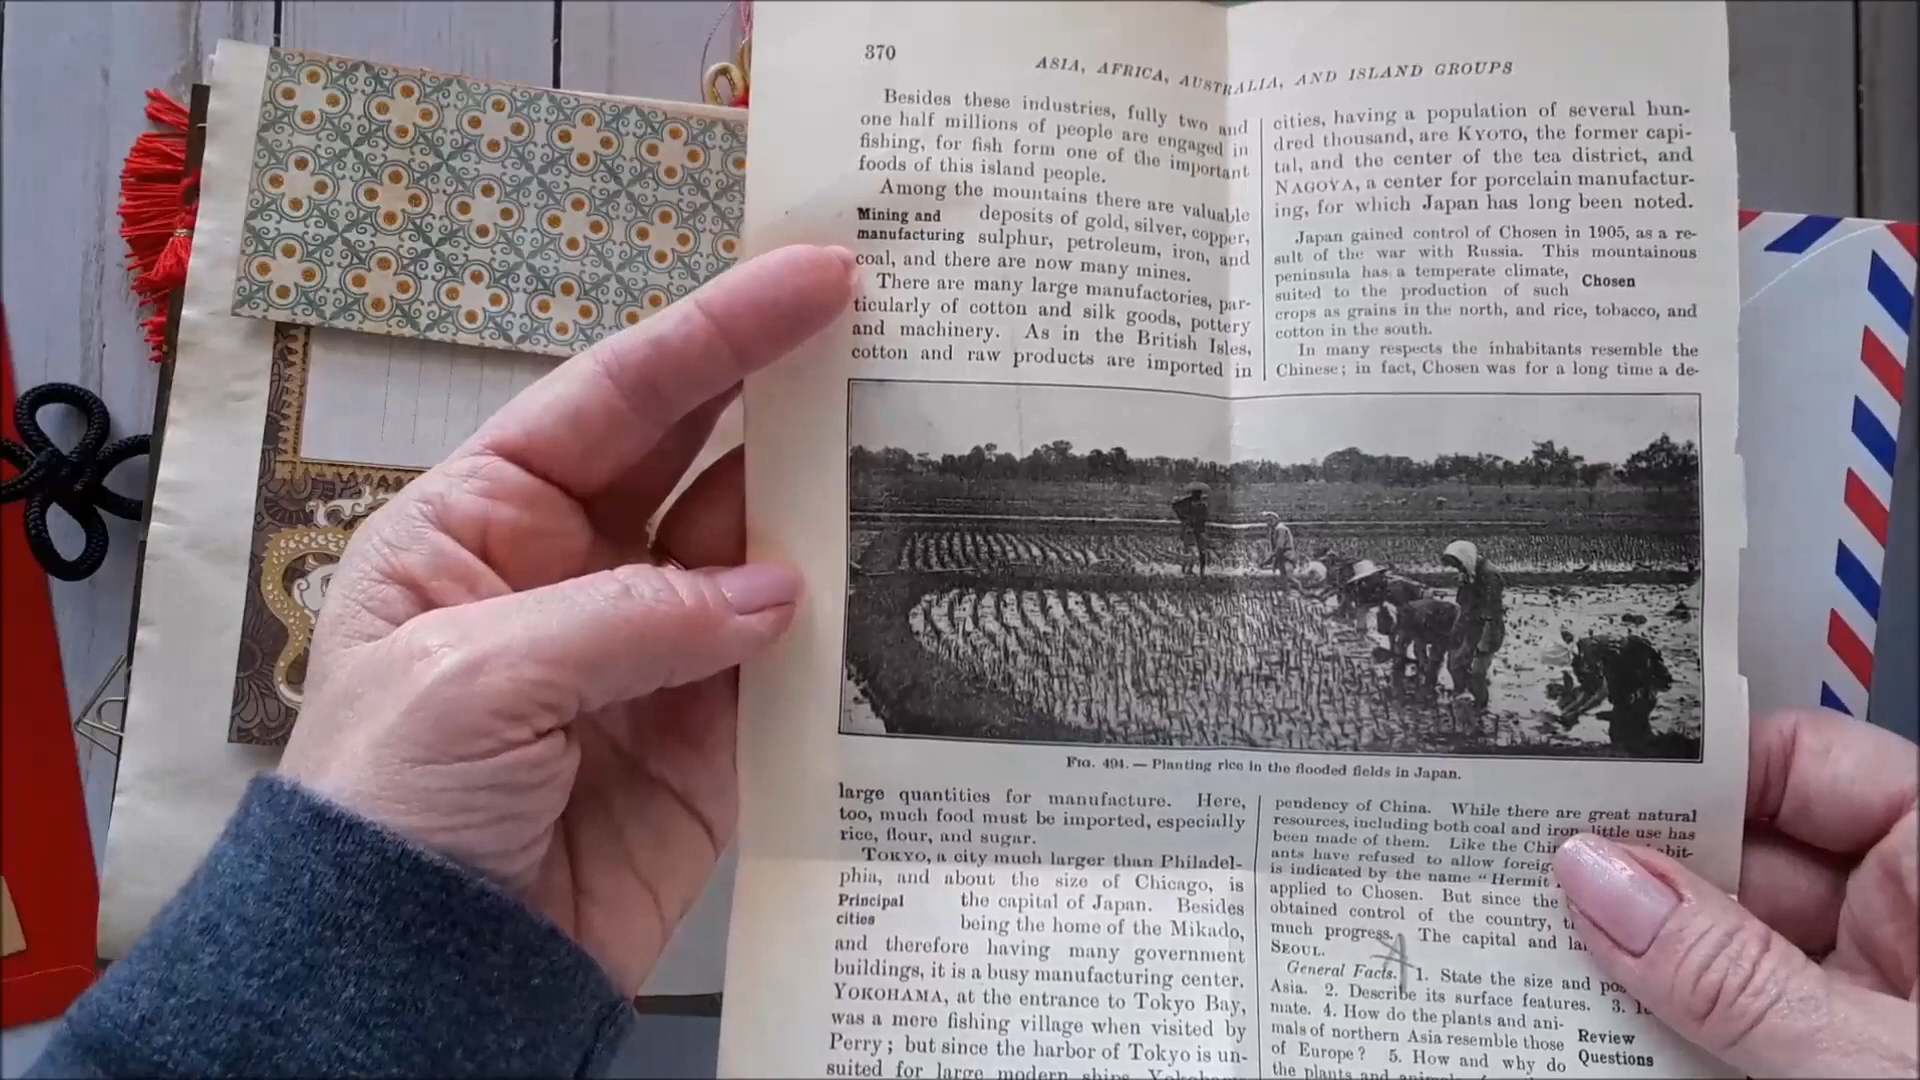 370
ASIA, AFRICA, AUSTRALIA, AND ISLAND GROUPS
Besides these industries, fully two and
one half millions of people are engaged in
fishing, for fish form one of the important
foods of this island people.
Among the mountains there are valuable
Mining and
manufacturing
deposits of gold, silver, copper,
sulphur, petroleum, iron, and
coal, and there are now many mines.
There are many large manufactories, par-
ticularly of cotton and silk goods, pottery
and machinery. As in the British Isles,
cotton and raw products are imported in
cities, having a population of several hun-
dred thousand, are KYOTO, the former capi-
tal, and the center of the tea district, and
NAGOYA, a center for porcelain manufactur-
ing, for which Japan has long been noted.
Japan gained control of Chosen in 1905, as a re-
sult of the war with Russia. This mountainous
peninsula has a temperate climate,
suited to the production of such
Chosen
crops as grains in the north, and rice, tobacco, and
cotton in the south.
In many respects the inhabitants resemble the
Chinese; in fact, Chosen was for a long time a de-
FIG. 494. — Planting rice in the flooded fields in Japan.
large quantities for manufacture. Here,
too, much food must be imported, especially
rice, flour, and sugar.
TOKYO, a city much larger than Philadel-
phia, and about the size of Chicago, is
Principal
cities
the capital of Japan. Besides
being the home of the Mikado,
and therefore having many government
buildings, it is a busy manufacturing center.
YOKOHAMA, at the entrance to Tokyo Bay,
was a mere fishing village when visited by
Perry; but since the harbor of Tokyo is un-
suited for large modern ships,
pendency of China. While there are great natural
resources, including both coal and iron, little use has
been made of them. Like the
ants have refused to allow
is indicated by the name "Hermit
applied to Chosen. But since the
obtained control of the country,
much progress. The capital and
SEOUL.
General Facts. 1. State the size and
Asia. 2. Describe its surface features. 3.
mate. 4. How do the plants and ani-
mals of northern Asia resemble those
of Europe? 5. How and why do
Review
Questions
the plants and